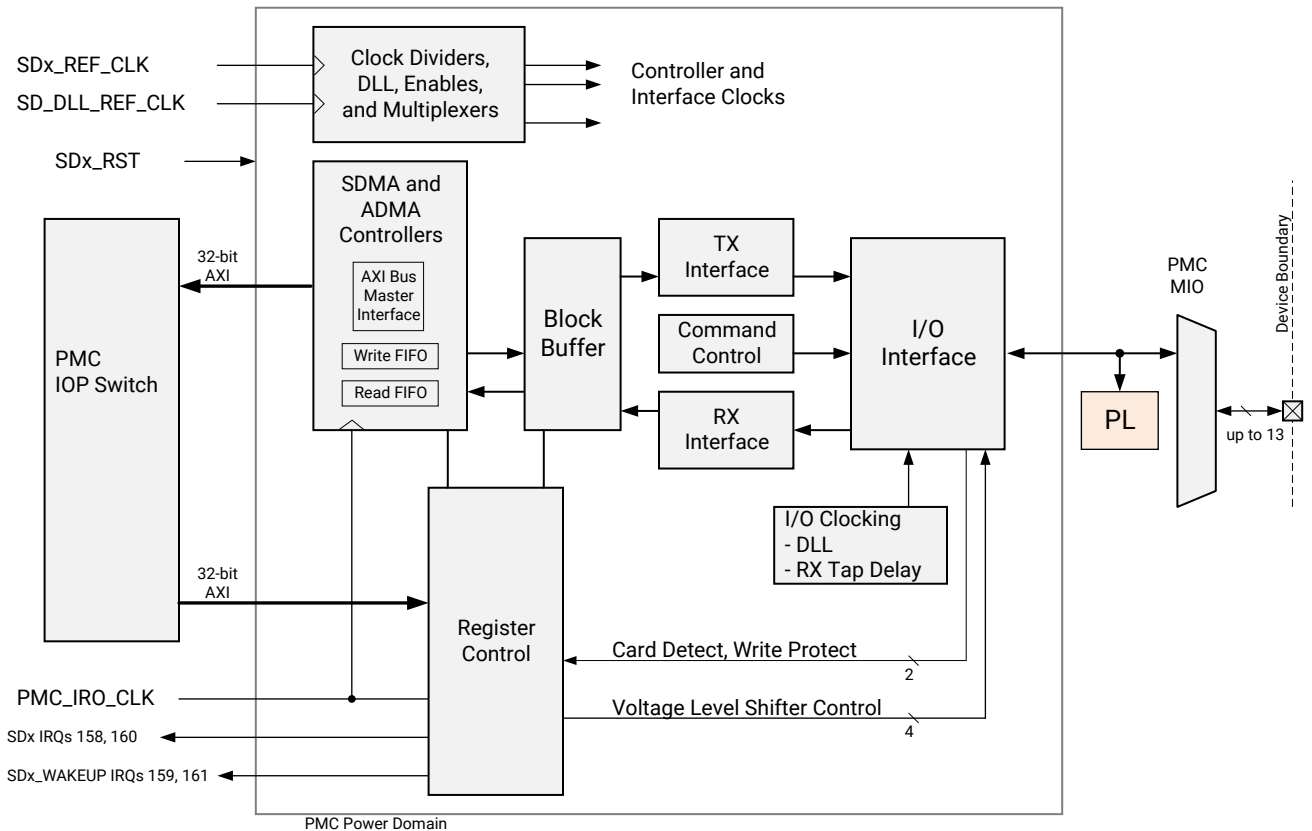 SDx_REF_CLK
SD_DLL_REF_CLK
SDx_RST
Clock Dividers,
DLL, Enables,
and Multiplexers
Controller and
Interface Clocks
PMC
IOP Switch
32-bit
AXI
SDMA and
ADMA
Controllers
AXI Bus
Master
Interface
Write FIFO
Read FIFO
Block
Buffer
TX
Interface
Command
Control
RX
Interface
I/O
Interface
PMC
MIO
Device Boundary
PL
up to 13
I/O Clocking
- DLL
- RX Tap Delay
32-bit
AXI
Register
Control
Card Detect, Write Protect
2
Voltage Level Shifter Control
4
PMC_IRO_CLK
SDx IRQs 158, 160
SDx_WAKEUP IRQs 159, 161
PMC Power Domain